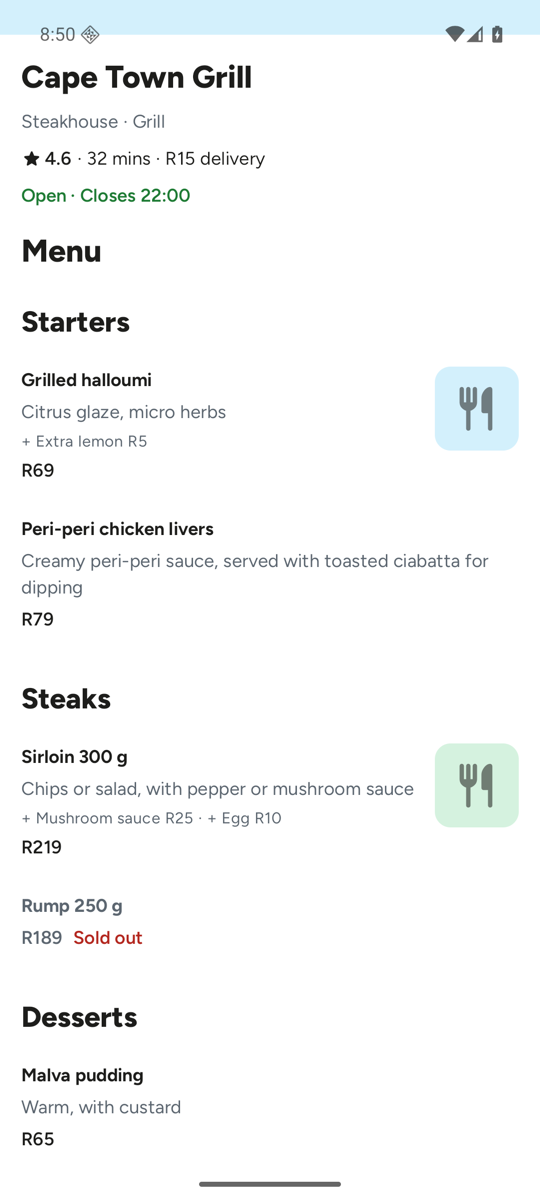 8:50
Cape Town Grill
Steakhouse · Grill
★ 4.6 · 32 mins · R15 delivery
Open · Closes 22:00
Menu
Starters
Grilled halloumi
Citrus glaze, micro herbs
+ Extra lemon R5
R69
Peri-peri chicken livers
Creamy peri-peri sauce, served with toasted ciabatta for
dipping
R79
Steaks
Sirloin 300 g
Chips or salad, with pepper or mushroom sauce
+ Mushroom sauce R25 · + Egg R10
R219
Rump 250 g
R189 Sold out
Desserts
Malva pudding
Warm, with custard
R65